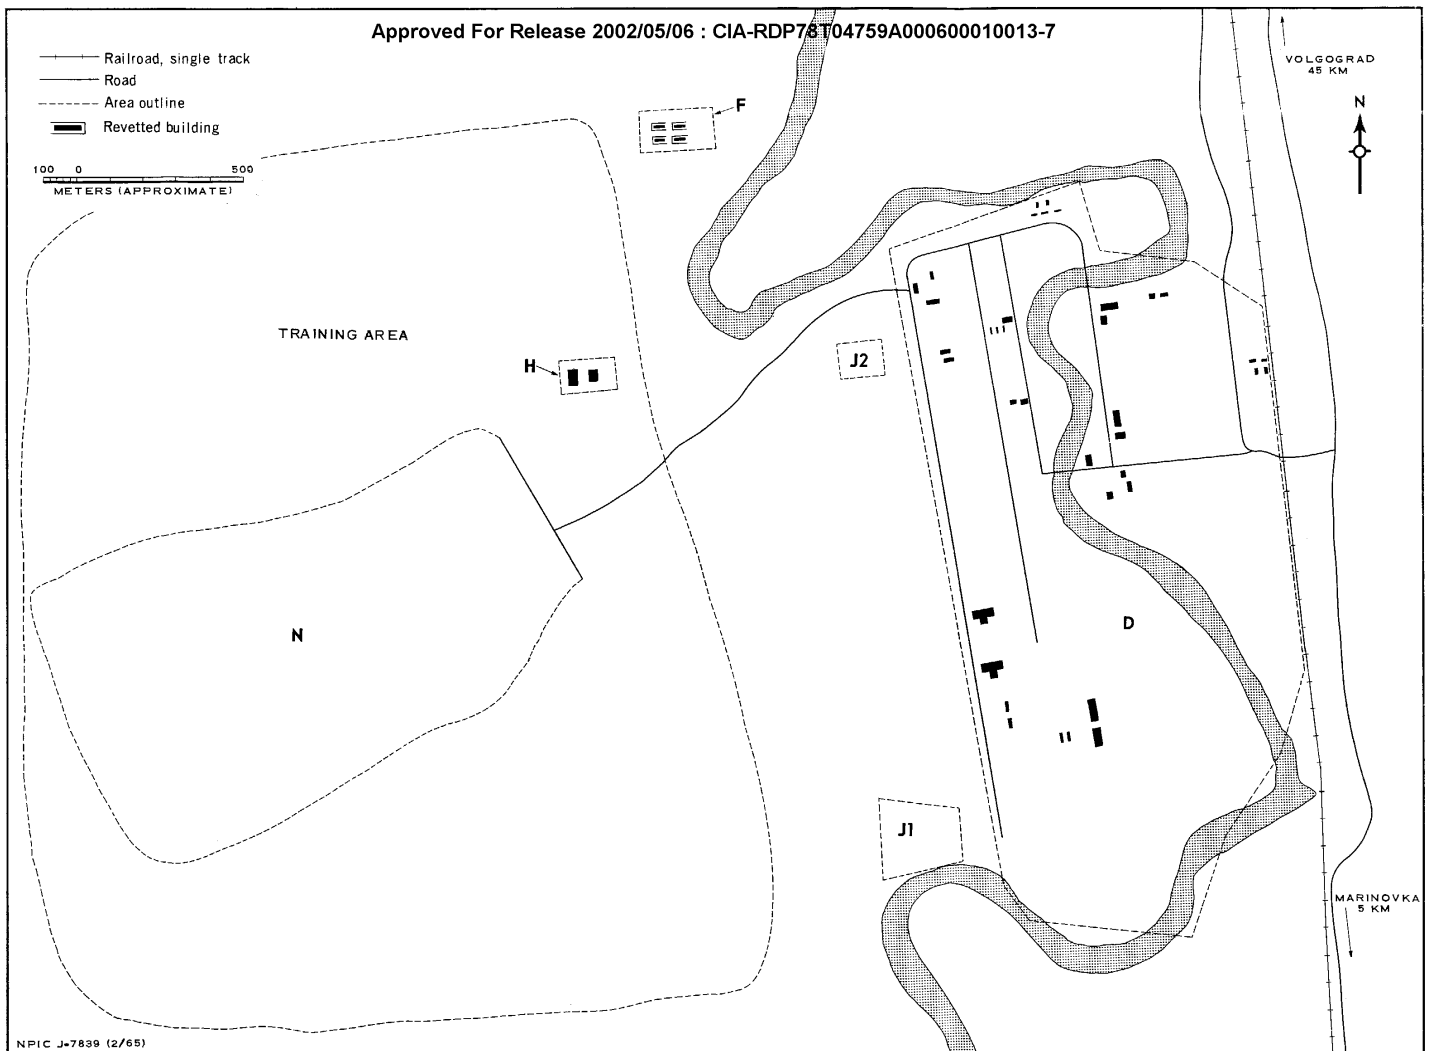 Approved For Release 2002/05/06 : CIA-RDP78T04759A000600010013-7
Railroad, single track
Road
Area outline
Revetted building
100 0 500
METERS (APPROXIMATE)
VOLGOGRAD
45 KM
N
F
TRAINING AREA
H
J2
N
D
J1
MARINOVKA
5 KM
NPIC J-7839 (2/65)